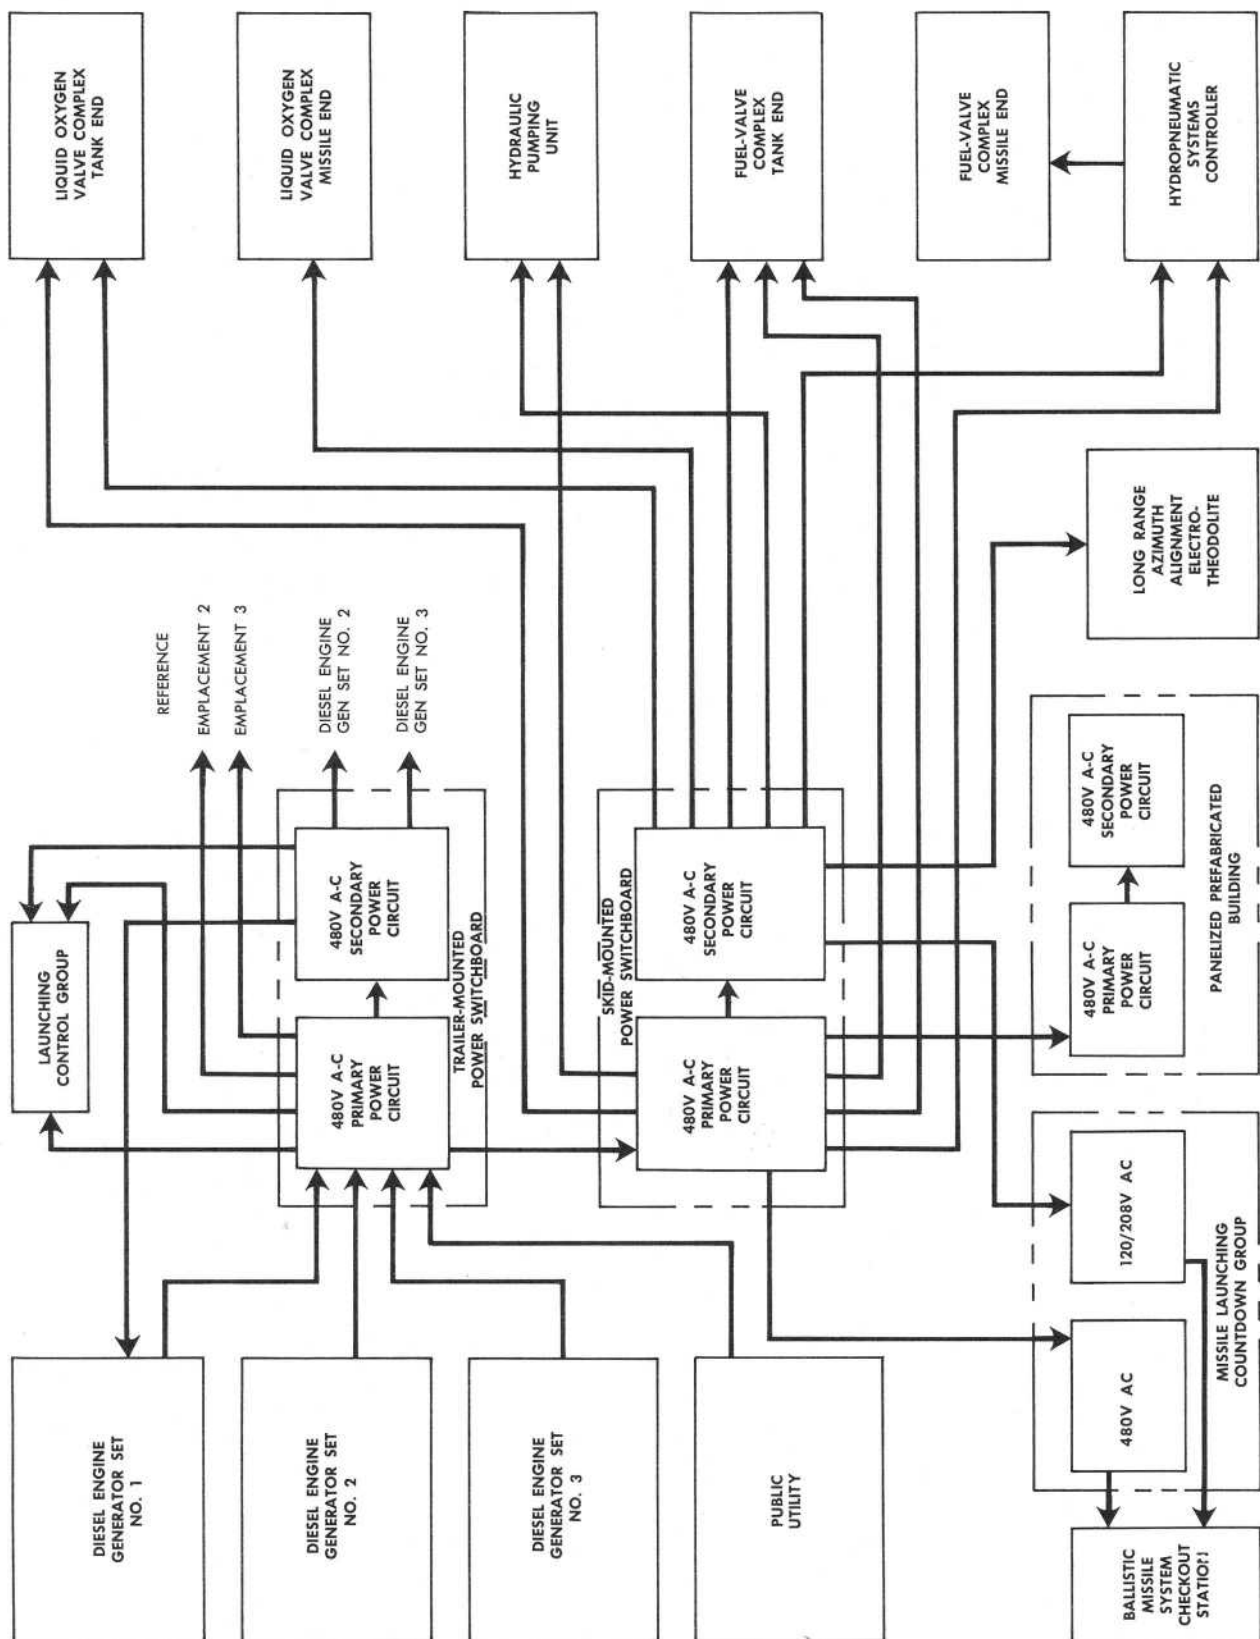 DIESEL ENGINE
GENERATOR SET
NO. 1
DIESEL ENGINE
GENERATOR SET
NO. 2
DIESEL ENGINE
GENERATOR SET
NO. 3
PUBLIC
UTILITY
BALLISTIC
MISSILE
SYSTEM
CHECKOUT
STATION
LAUNCHING
CONTROL GROUP
480V A-C
PRIMARY
POWER
CIRCUIT
480V A-C
SECONDARY
POWER
CIRCUIT
TRAILER-MOUNTED
POWER SWITCHBOARD
REFERENCE
EMPLACEMENT 2
EMPLACEMENT 3
DIESEL ENGINE
GEN SET NO. 2
DIESEL ENGINE
GEN SET NO. 3
SKID-MOUNTED
POWER SWITCHBOARD
480V A-C
PRIMARY
POWER
CIRCUIT
480V A-C
SECONDARY
POWER
CIRCUIT
480V AC
120/208V AC
MISSILE LAUNCHING
COUNTDOWN GROUP
480V A-C
PRIMARY
POWER
CIRCUIT
480V A-C
SECONDARY
POWER
CIRCUIT
PANELIZED PREFABRICATED
BUILDING
LONG RANGE
AZIMUTH
ALIGNMENT
ELECTRO-
THEODOLITE
LIQUID OXYGEN
VALVE COMPLEX
TANK END
LIQUID OXYGEN
VALVE COMPLEX
MISSILE END
HYDRAULIC
PUMPING
UNIT
FUEL-VALVE
COMPLEX
TANK END
FUEL-VALVE
COMPLEX
MISSILE END
HYDROPNEUMATIC
SYSTEMS
CONTROLLER